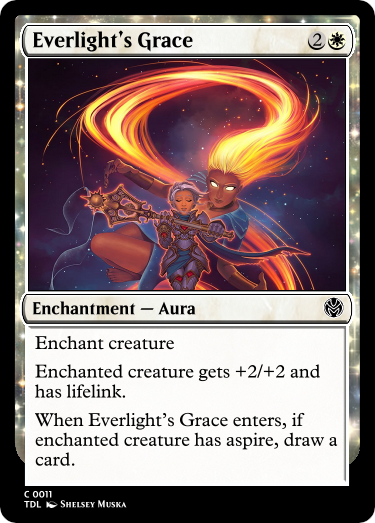 Everlight's Grace 2
Enchantment — Aura
Enchant creature
Enchanted creature gets +2/+2 and
has lifelink.
When Everlight's Grace enters, if
enchanted creature has aspire, draw a
card.
C 0011
TDL Shelsey Muska